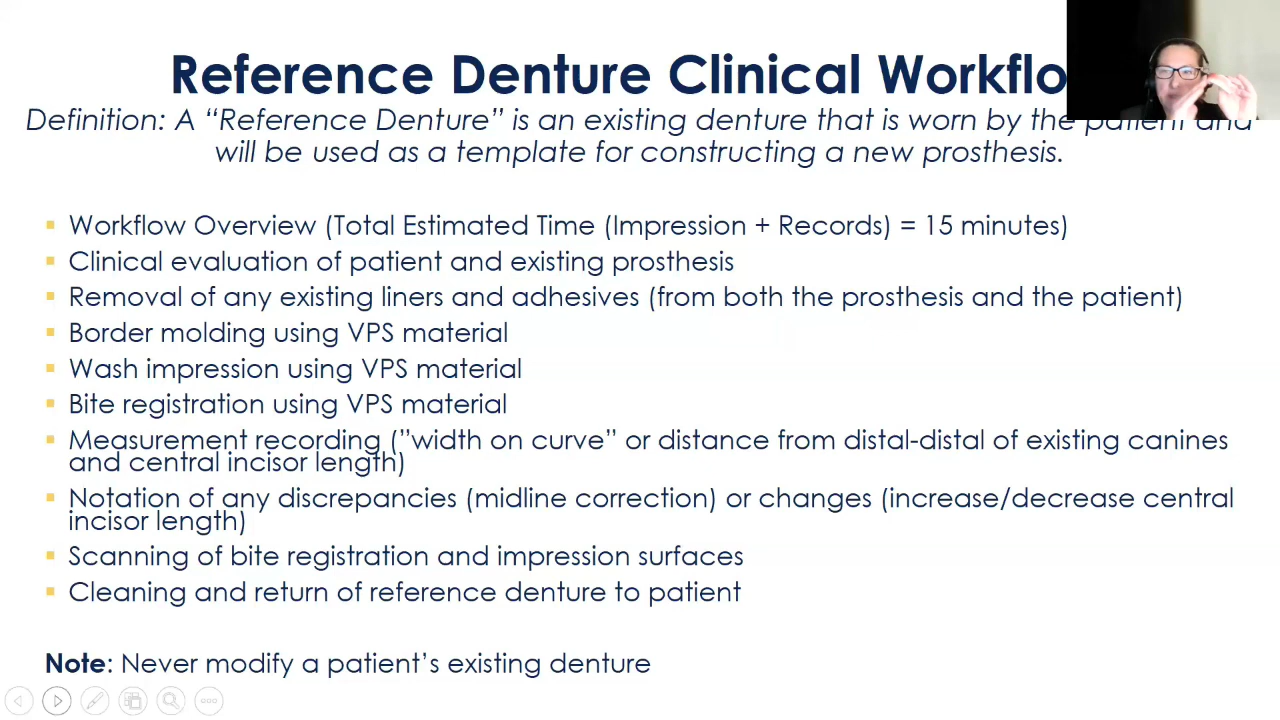 Reference Denture Clinical Workflo
Definition: A “Reference Denture” is an existing denture that is worn by the patient and
will be used as a template for constructing a new prosthesis.
Workflow Overview (Total Estimated Time (Impression + Records) = 15 minutes)
Clinical evaluation of patient and existing prosthesis
Removal of any existing liners and adhesives (from both the prosthesis and the patient)
Border molding using VPS material
Wash impression using VPS material
Bite registration using VPS material
Measurement recording (”width on curve” or distance from distal-distal of existing canines
and central incisor length)
Notation of any discrepancies (midline correction) or changes (increase/decrease central
incisor length)
Scanning of bite registration and impression surfaces
Cleaning and return of reference denture to patient
Note: Never modify a patient’s existing denture